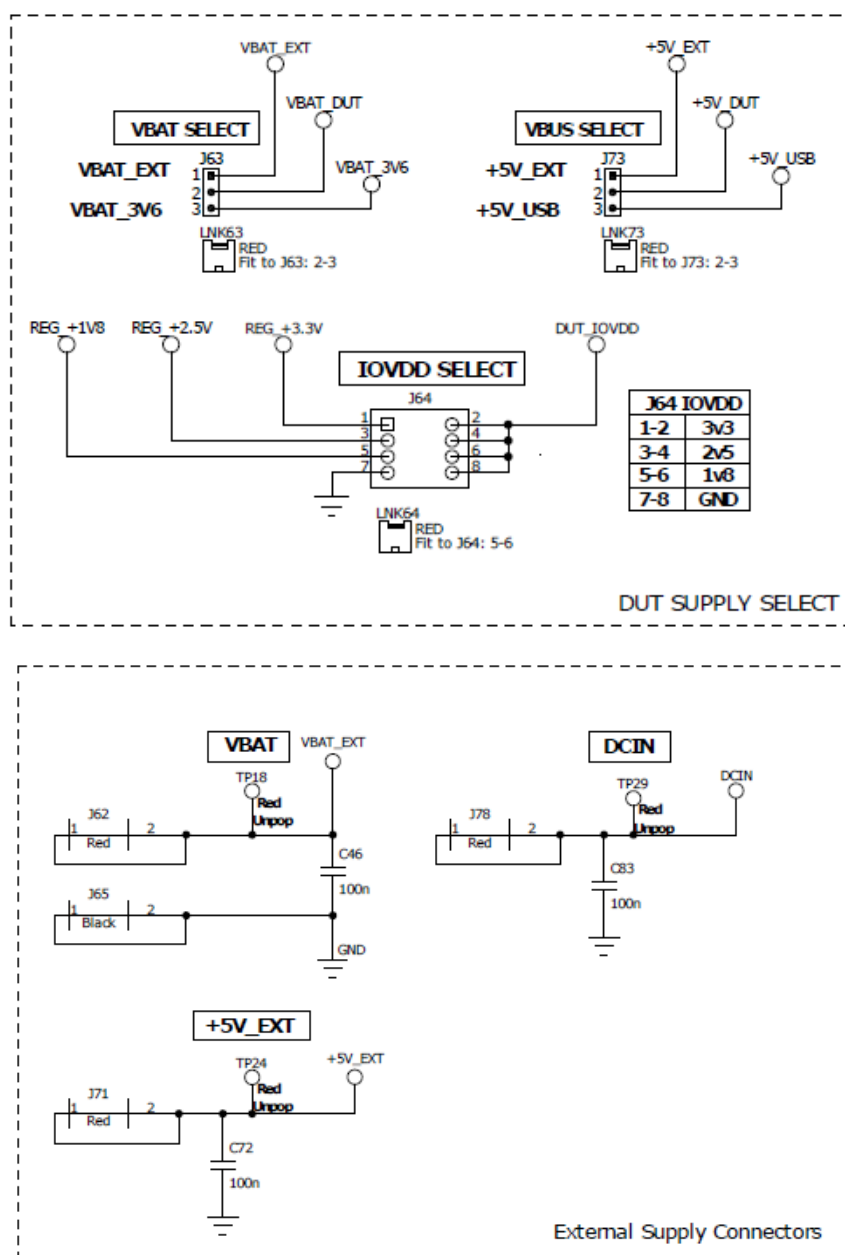 VBAT_EXT
VBAT_DUT
VBAT_3V6
VBAT SELECT
J63
VBAT_EXT
1
2
VBAT_3V6
3
LNK63
RED
Fit to J63: 2-3
+5V_EXT
+5V_DUT
+5V_USB
VBUS SELECT
J73
+5V_EXT
1
2
+5V_USB
3
LNK73
RED
Fit to J73: 2-3
REG_+1V8
REG_+2.5V
REG_+3.3V
DUT_IOVDD
IOVDD SELECT
J64
1 2
3 4
5 6
7 8
LNK64
RED
Fit to J64: 5-6
J64 IOVDD
1-2 3v3
3-4 2v5
5-6 1v8
7-8 GND
DUT SUPPLY SELECT
VBAT
VBAT_EXT
TP18
Red
Unpop
J62
1 2
Red
C46
100n
J65
1 2
Black
GND
DCIN
TP29
DCIN
Red
Unpop
J78
1 2
Red
C83
100n
+5V_EXT
TP24
+5V_EXT
Red
Unpop
J71
1 2
Red
C72
100n
External Supply Connectors